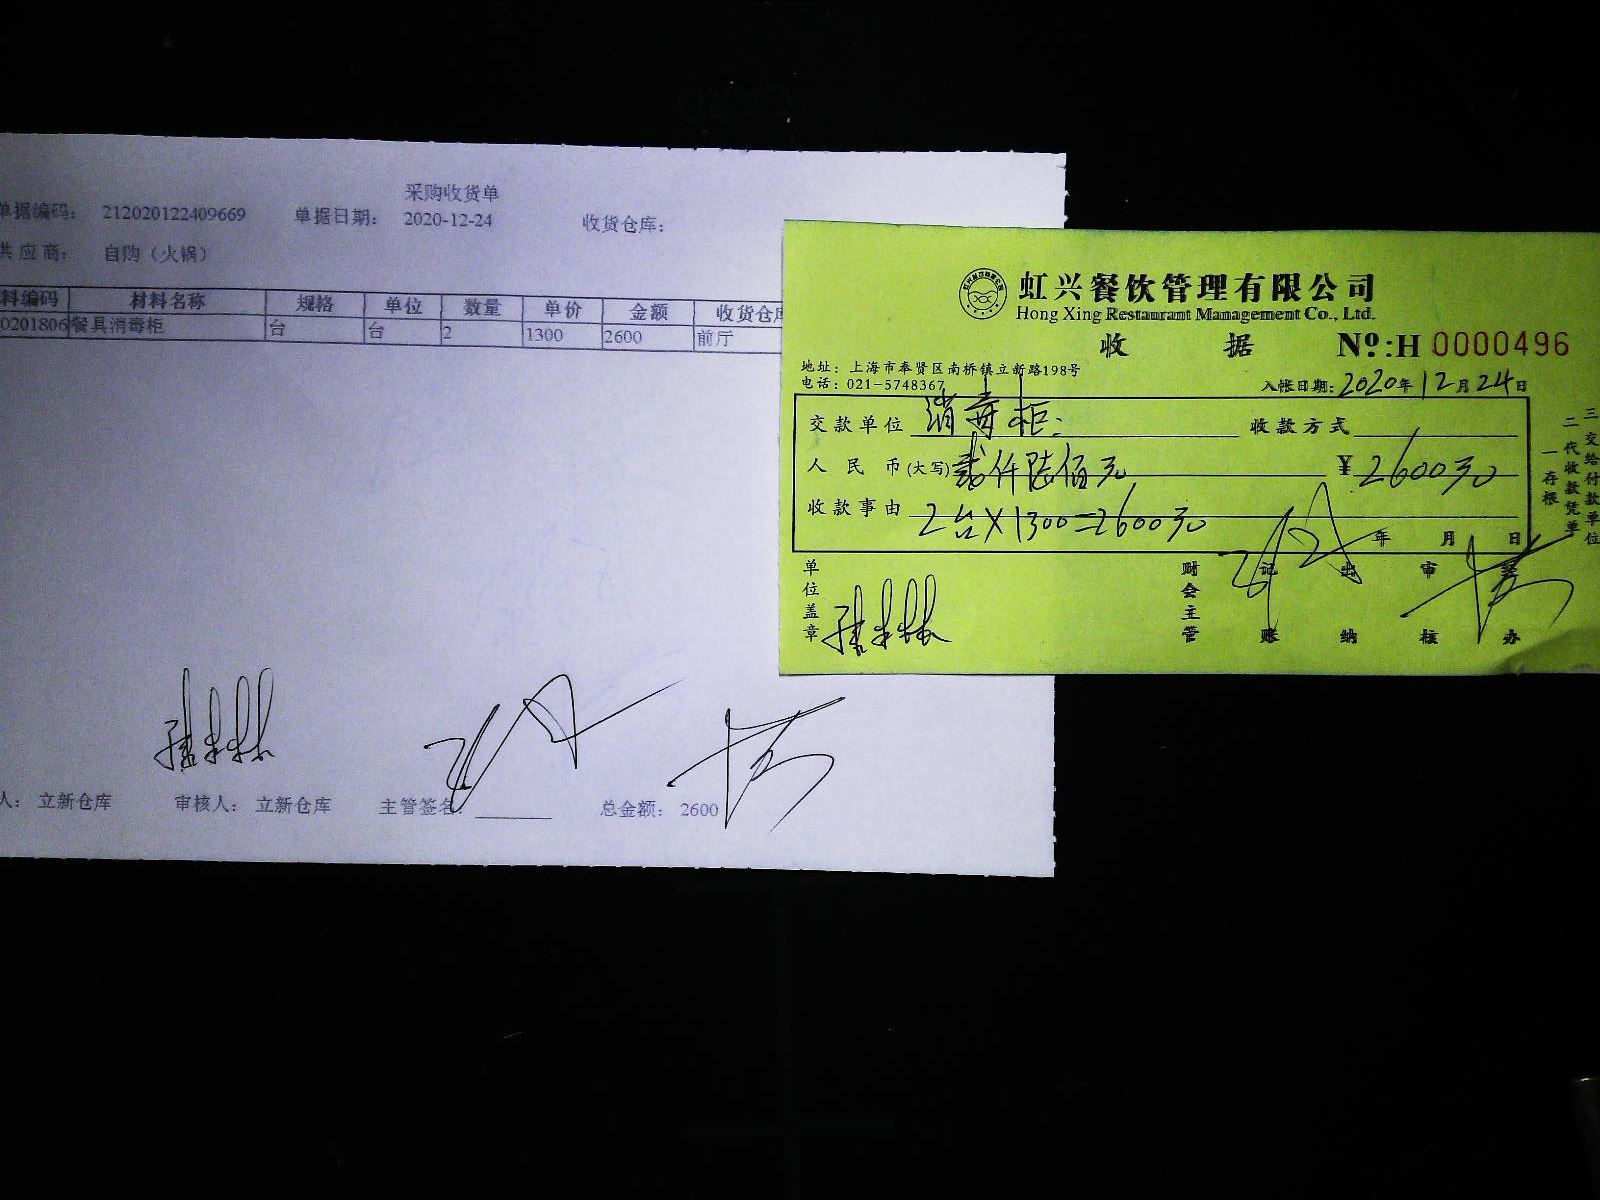 采购收货单
单据编码： 212020122409669 单据日期： 2020-12-24 收货仓库：
供应商： 自购（火锅）
料编码 材料名称 规格 单位 数量 单价 金额 收货仓库
0201806 餐具消毒柜 台 台 2 1300 2600 前厅
人： 立新仓库 审核人： 立新仓库 主管签名： 总金额： 2600
虹兴餐饮管理有限公司
Hong Xing Restaurant Management Co., Ltd.
收据 Nº:H 0000496
地址：上海市奉贤区南桥镇立新路198号
电话：021-5748367
入帐日期：2020年12月24日
交款单位 消毒柜： 收款方式
人民币(大写) 贰仟陆佰元 ¥2600元
收款事由 2台×1300=2600元
年 月 日
单位盖章 财会主管 记账 出纳 审核 经办
一存根
二代收款凭单
三交给付款单位